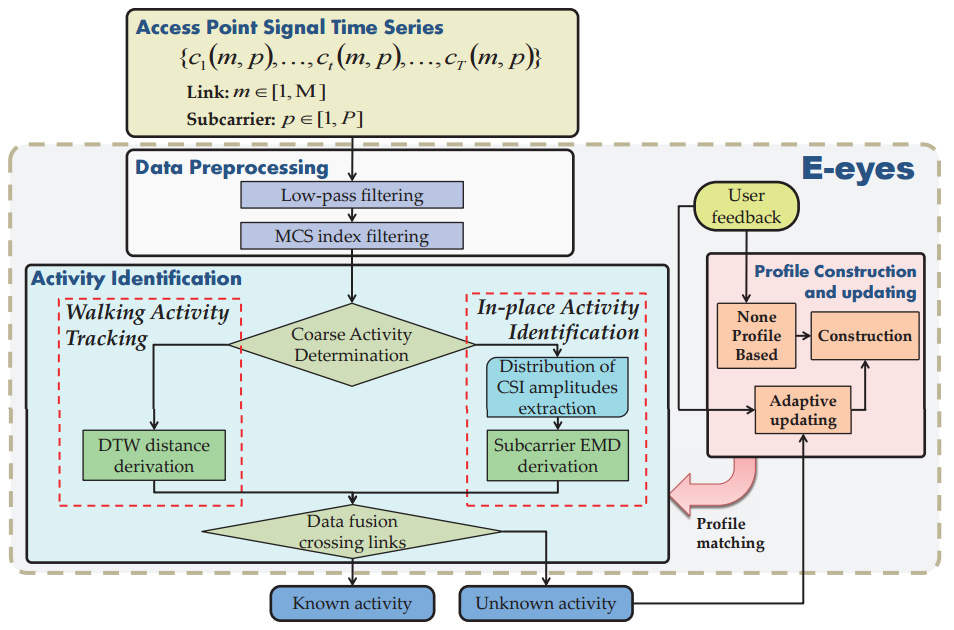 Access Point Signal Time Series
{c₁(m, p),…,cₜ(m, p),…,c_T(m, p)}
Link: m ∈ [1, M]
Subcarrier: p ∈ [1, P]
E-eyes
Data Preprocessing
Low-pass filtering
MCS index filtering
User
feedback
Activity Identification
Walking Activity
Tracking
Coarse Activity
Determination
In-place Activity
Identification
Distribution of
CSI amplitudes
extraction
DTW distance
derivation
Subcarrier EMD
derivation
Data fusion
crossing links
Profile Construction
and updating
None
Profile
Based
Construction
Adaptive
updating
Profile
matching
Known activity
Unknown activity